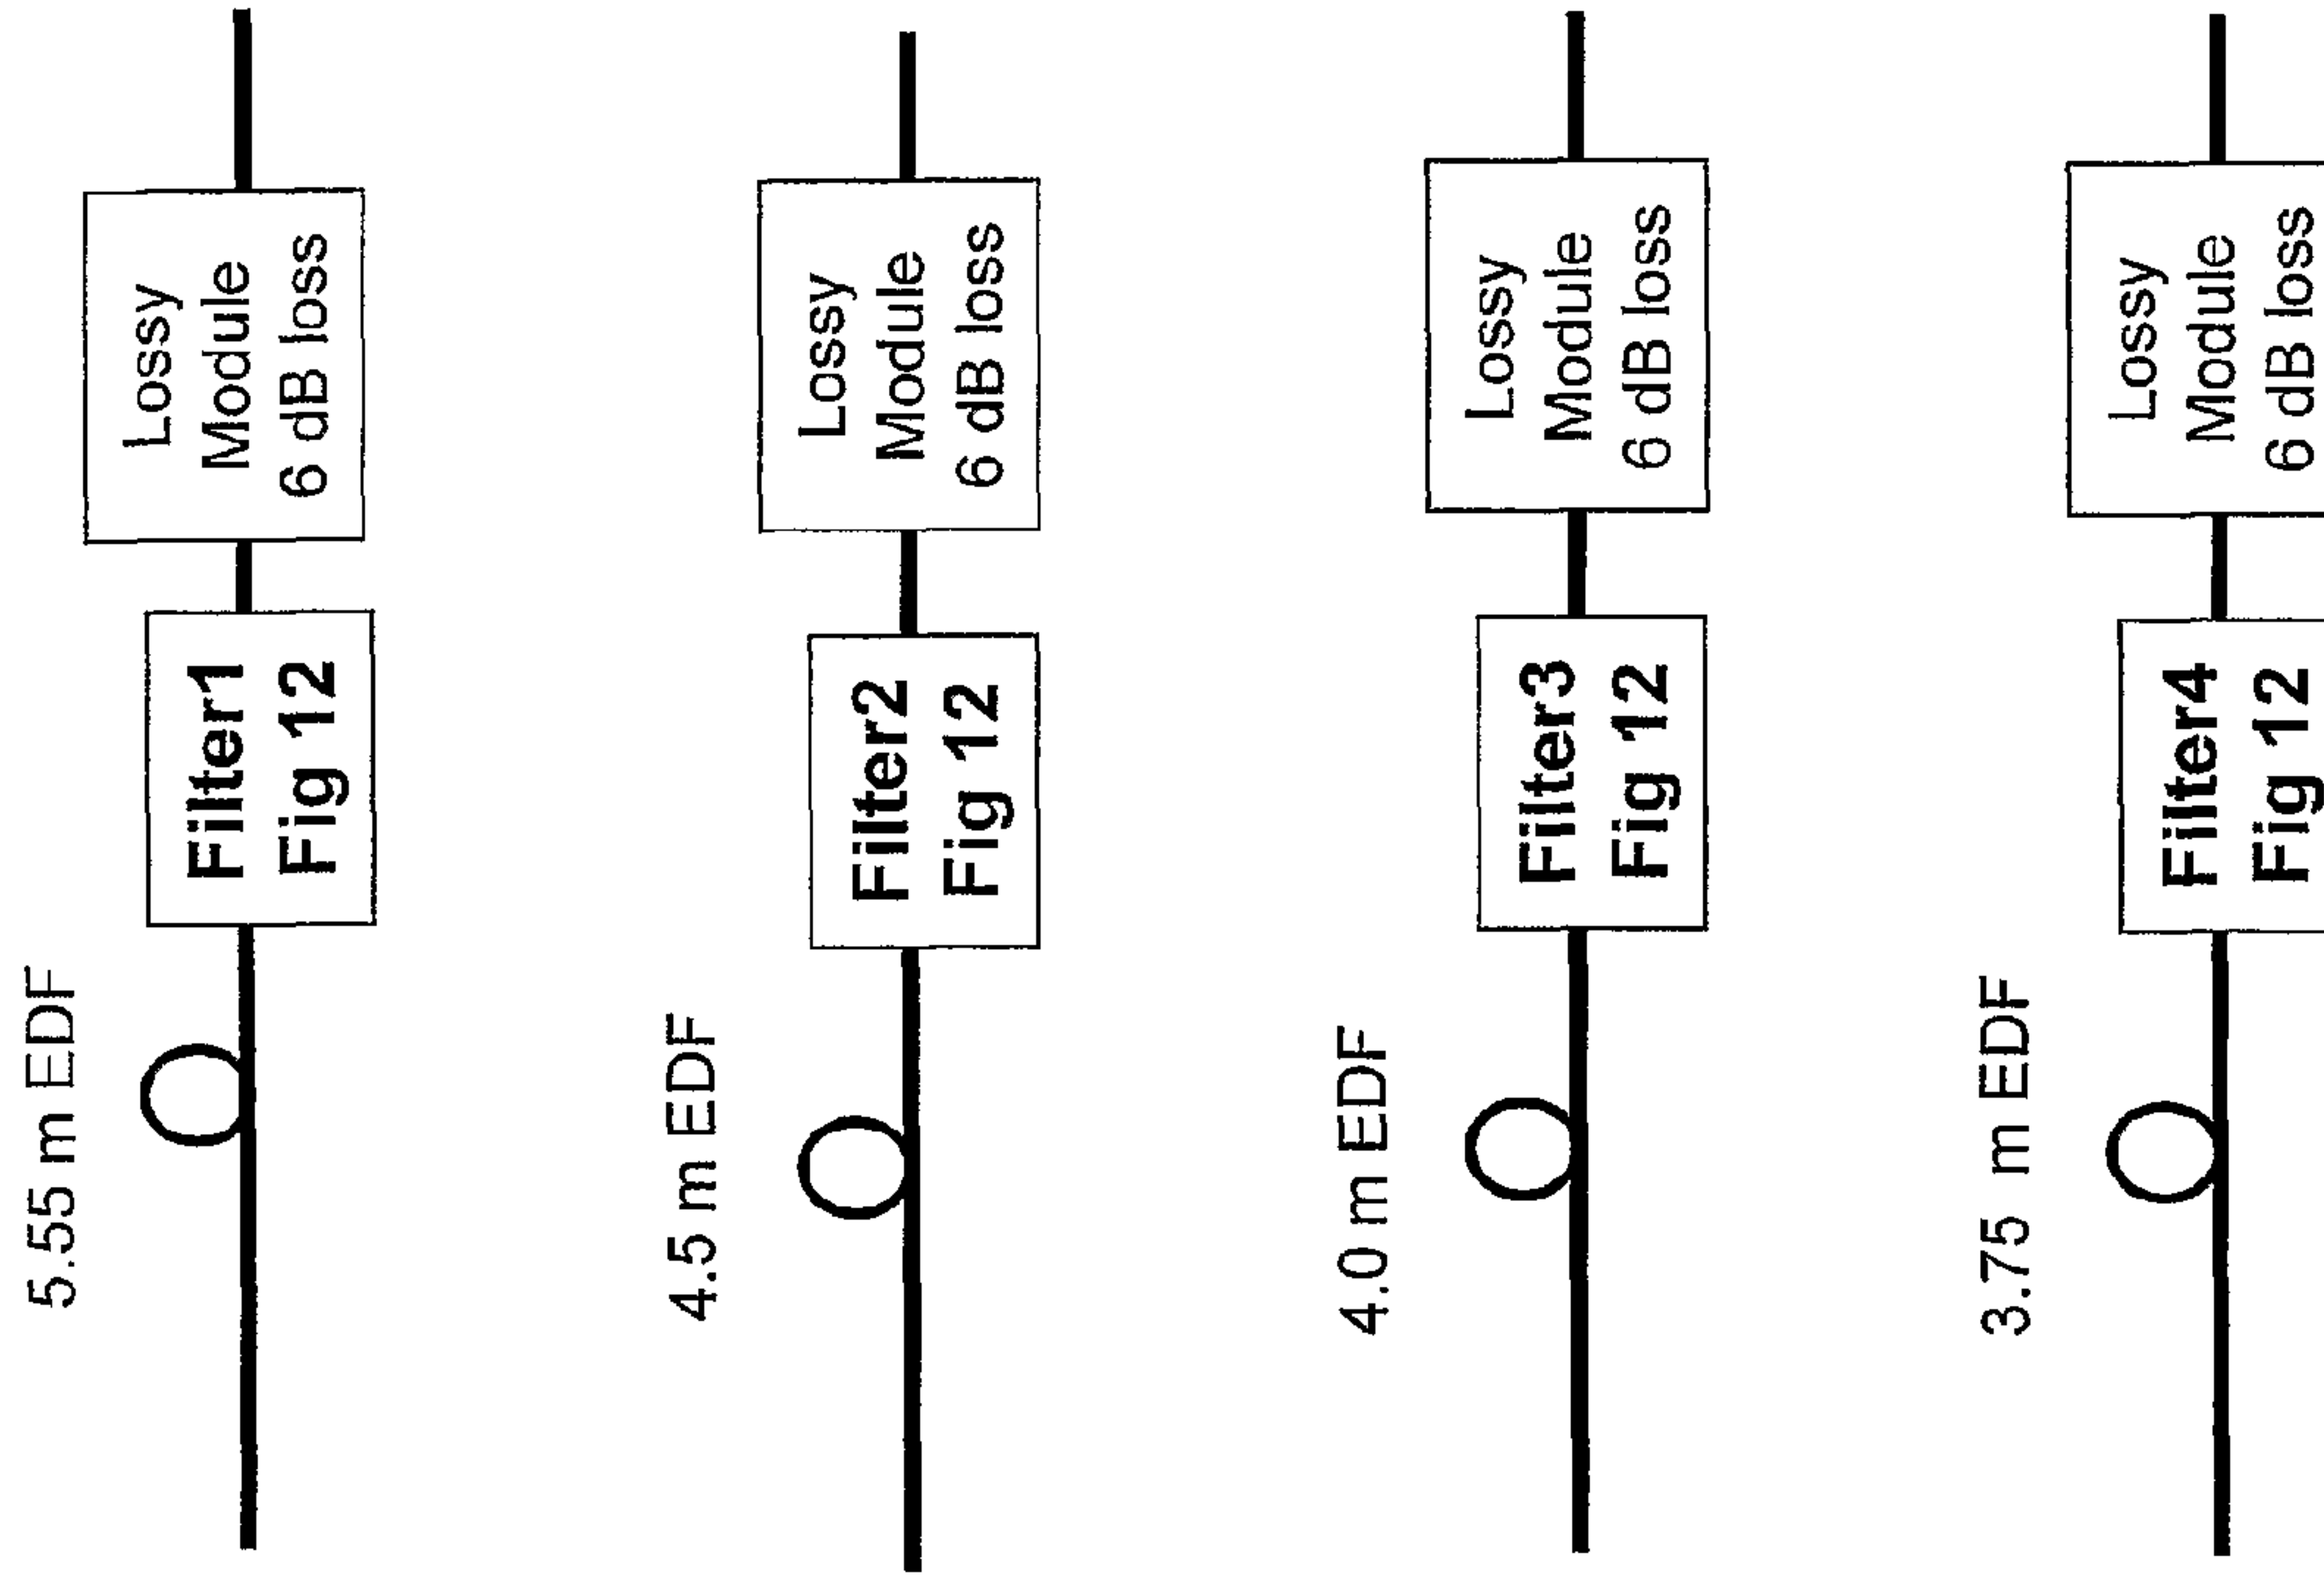 5.55 m EDF
Filter1
Fig 12
Lossy
Module
6 dB loss
4.5 m EDF
Filter2
Fig 12
Lossy
Module
6 dB loss
4.0 m EDF
Filter3
Fig 12
Lossy
Module
6 dB loss
3.75 m EDF
Filter4
Fig 12
Lossy
Module
6 dB loss